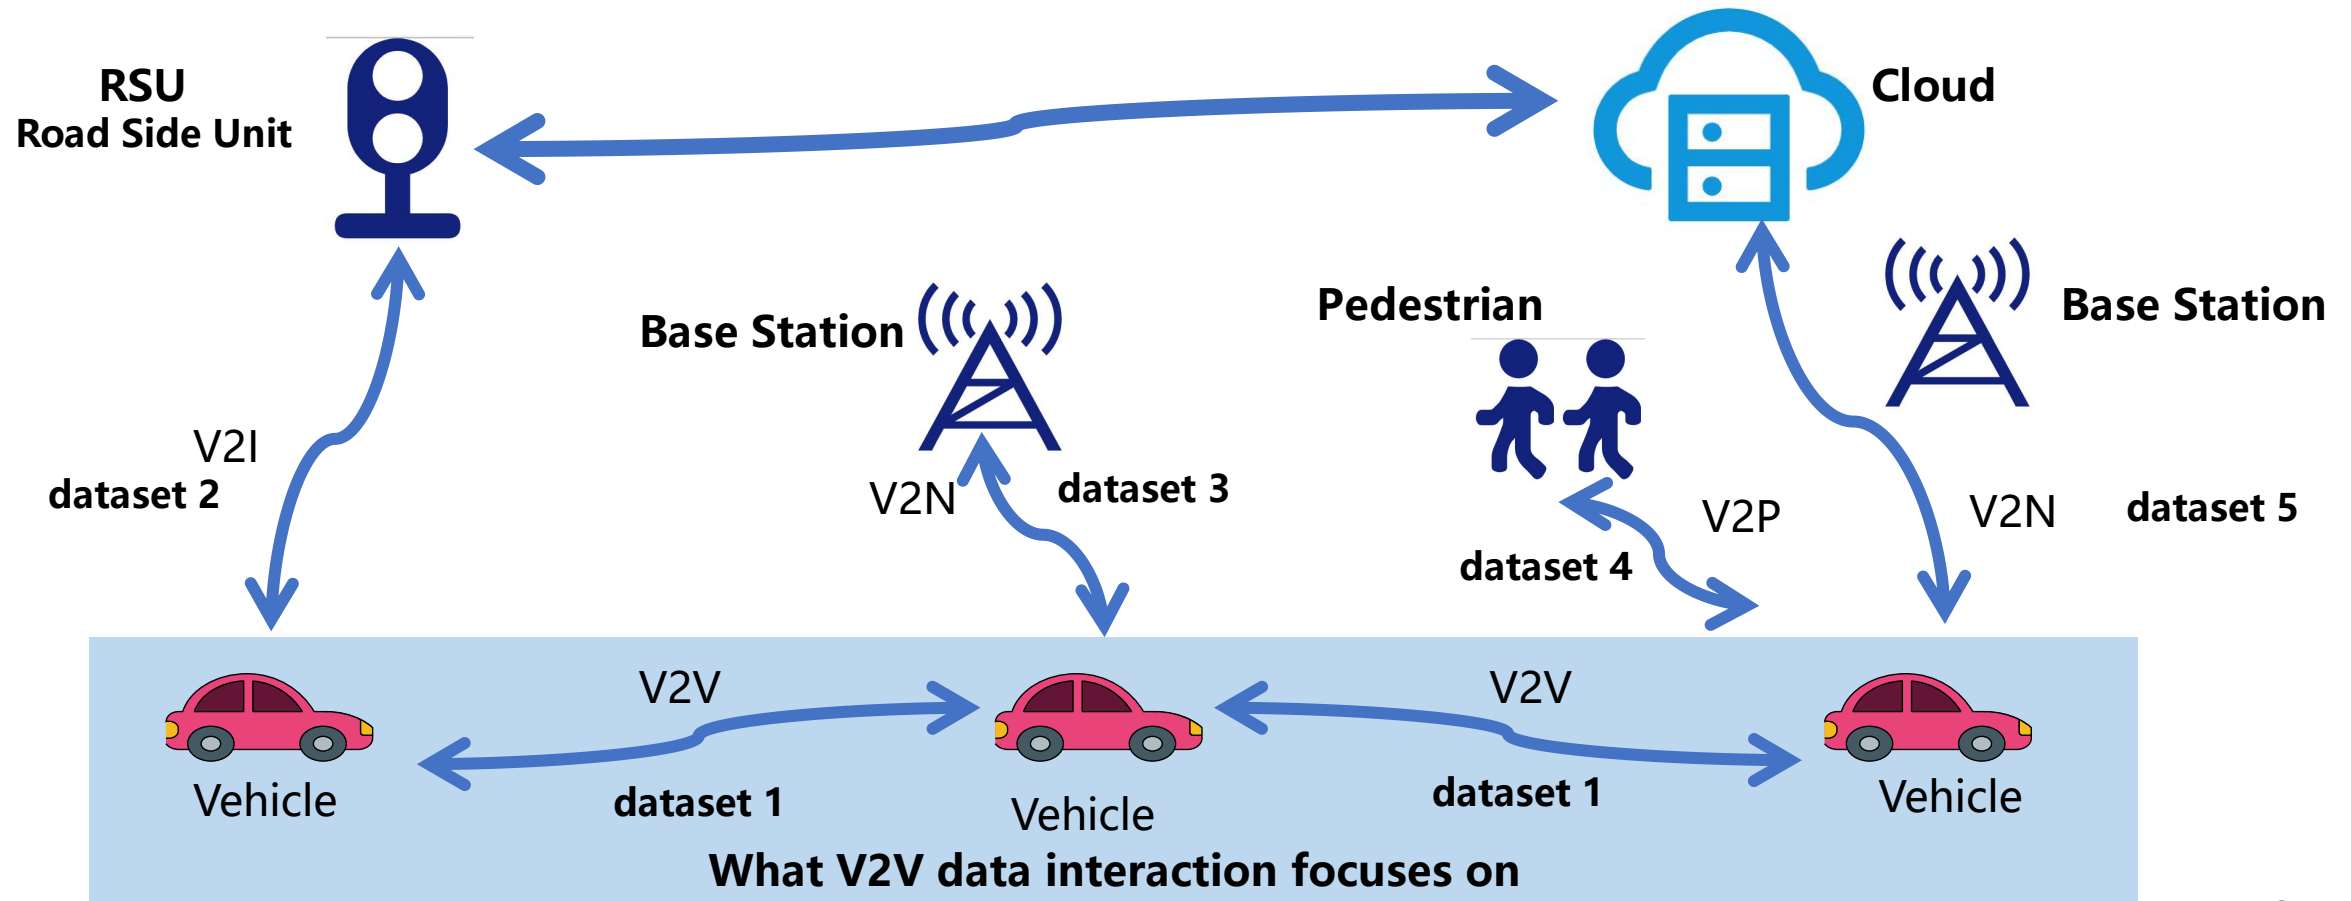 RSU
Road Side Unit
Cloud
Base Station
Pedestrian
Base Station
V2I
dataset 2
V2N
dataset 3
V2P
dataset 4
V2N
dataset 5
V2V
V2V
dataset 1
dataset 1
Vehicle
Vehicle
Vehicle
What V2V data interaction focuses on